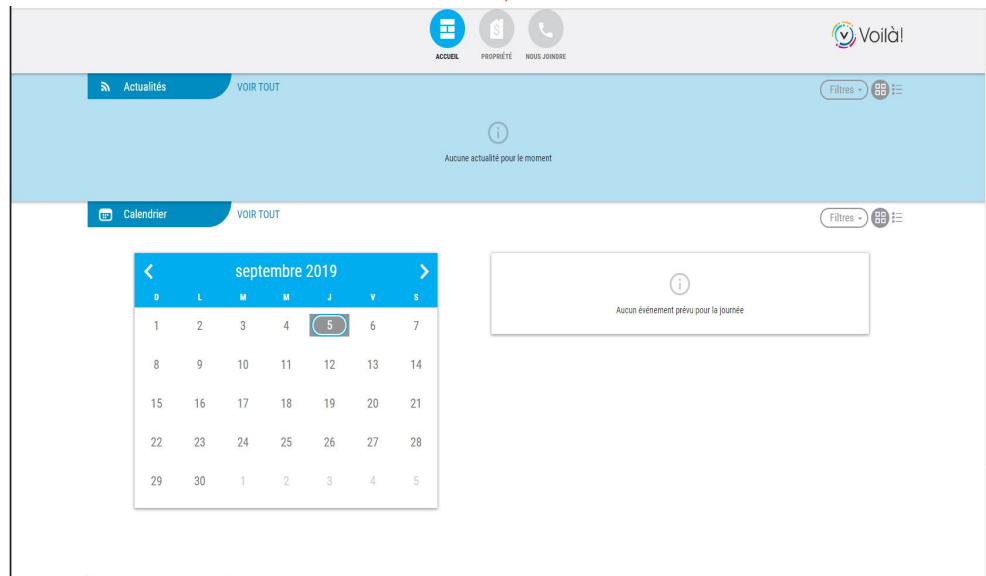 Voilà!
ACCUEIL PROPRIÉTÉ NOUS JOINDRE
Actualités VOIR TOUT Filtres
Aucune actualité pour le moment
Calendrier VOIR TOUT Filtres
septembre 2019
D L M M J V S
1 2 3 4 5 6 7
8 9 10 11 12 13 14
15 16 17 18 19 20 21
22 23 24 25 26 27 28
29 30 1 2 3 4 5
Aucun événement prévu pour la journée